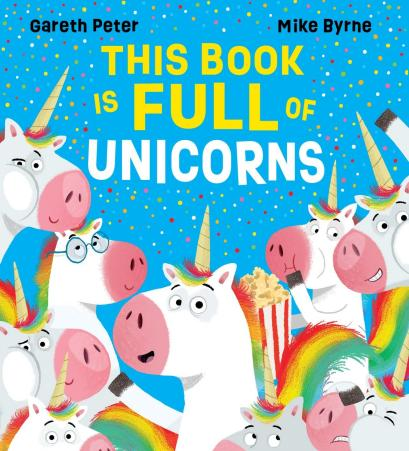 Gareth Peter Mike Byrne
THIS BOOK
IS FULL OF
UNICORNS